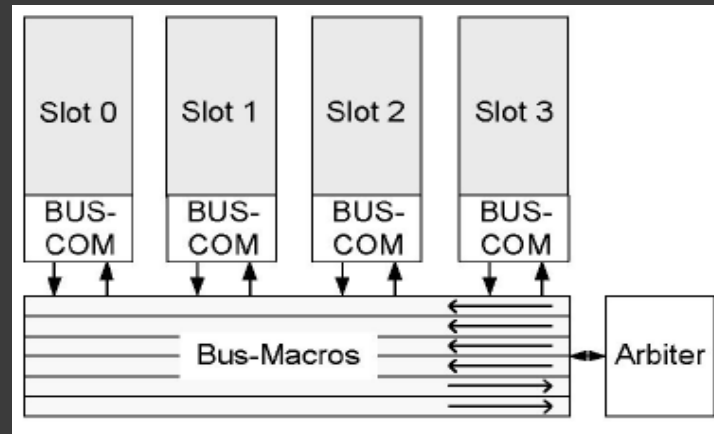 Slot 0
Slot 1
Slot 2
Slot 3
BUS-
COM
BUS-
COM
BUS-
COM
BUS-
COM
Bus-Macros
Arbiter